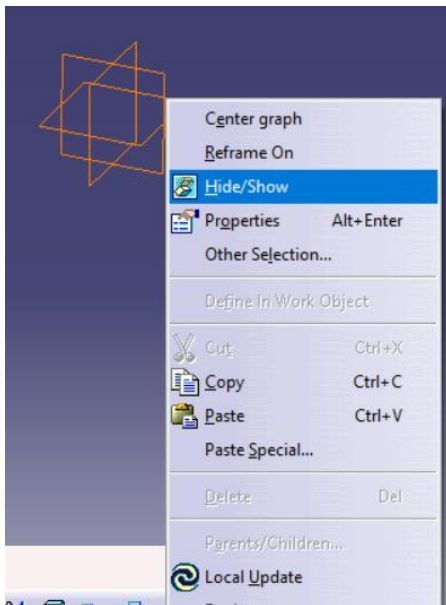 Center graph
Reframe On
Hide/Show
Properties Alt+Enter
Other Selection...
Define In Work Object
Cut Ctrl+X
Copy Ctrl+C
Paste Ctrl+V
Paste Special...
Delete Del
Parents/Children...
Local Update